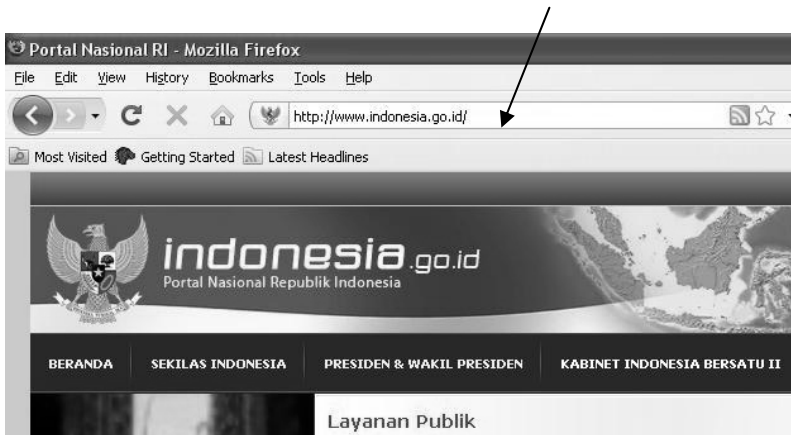 Portal Nasional RI - Mozilla Firefox
File Edit View History Bookmarks Tools Help
http://www.indonesia.go.id/
Most Visited Getting Started Latest Headlines
indonesia.go.id
Portal Nasional Republik Indonesia
BERANDA SEKILAS INDONESIA PRESIDEN & WAKIL PRESIDEN KABINET INDONESIA BERSATU II
Layanan Publik